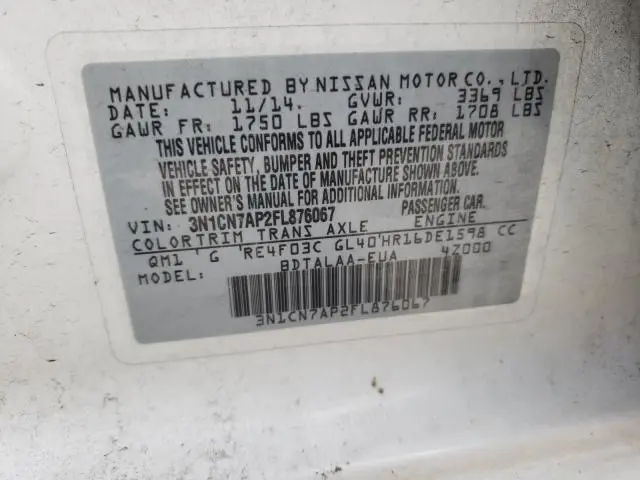 MANUFACTURED BY NISSAN MOTOR CO., LTD.
DATE: 11/14. GVWR: 3369 LBS
GAWR FR: 1750 LBS GAWR RR: 1708 LBS
THIS VEHICLE CONFORMS TO ALL APPLICABLE FEDERAL MOTOR
VEHICLE SAFETY, BUMPER AND THEFT PREVENTION STANDARDS
IN EFFECT ON THE DATE OF MANUFACTURE SHOWN ABOVE.
SEE OWNER'S MANUAL FOR ADDITIONAL INFORMATION.
VIN: 3N1CN7AP2FL876067 PASSENGER CAR.
COLOR TRIM TRANS AXLE ENGINE
QM1 G RE4F03C GL40 HR16DE1598 CC
MODEL: BDTALAA-EUA 4Z000
3N1CN7AP2FL876067